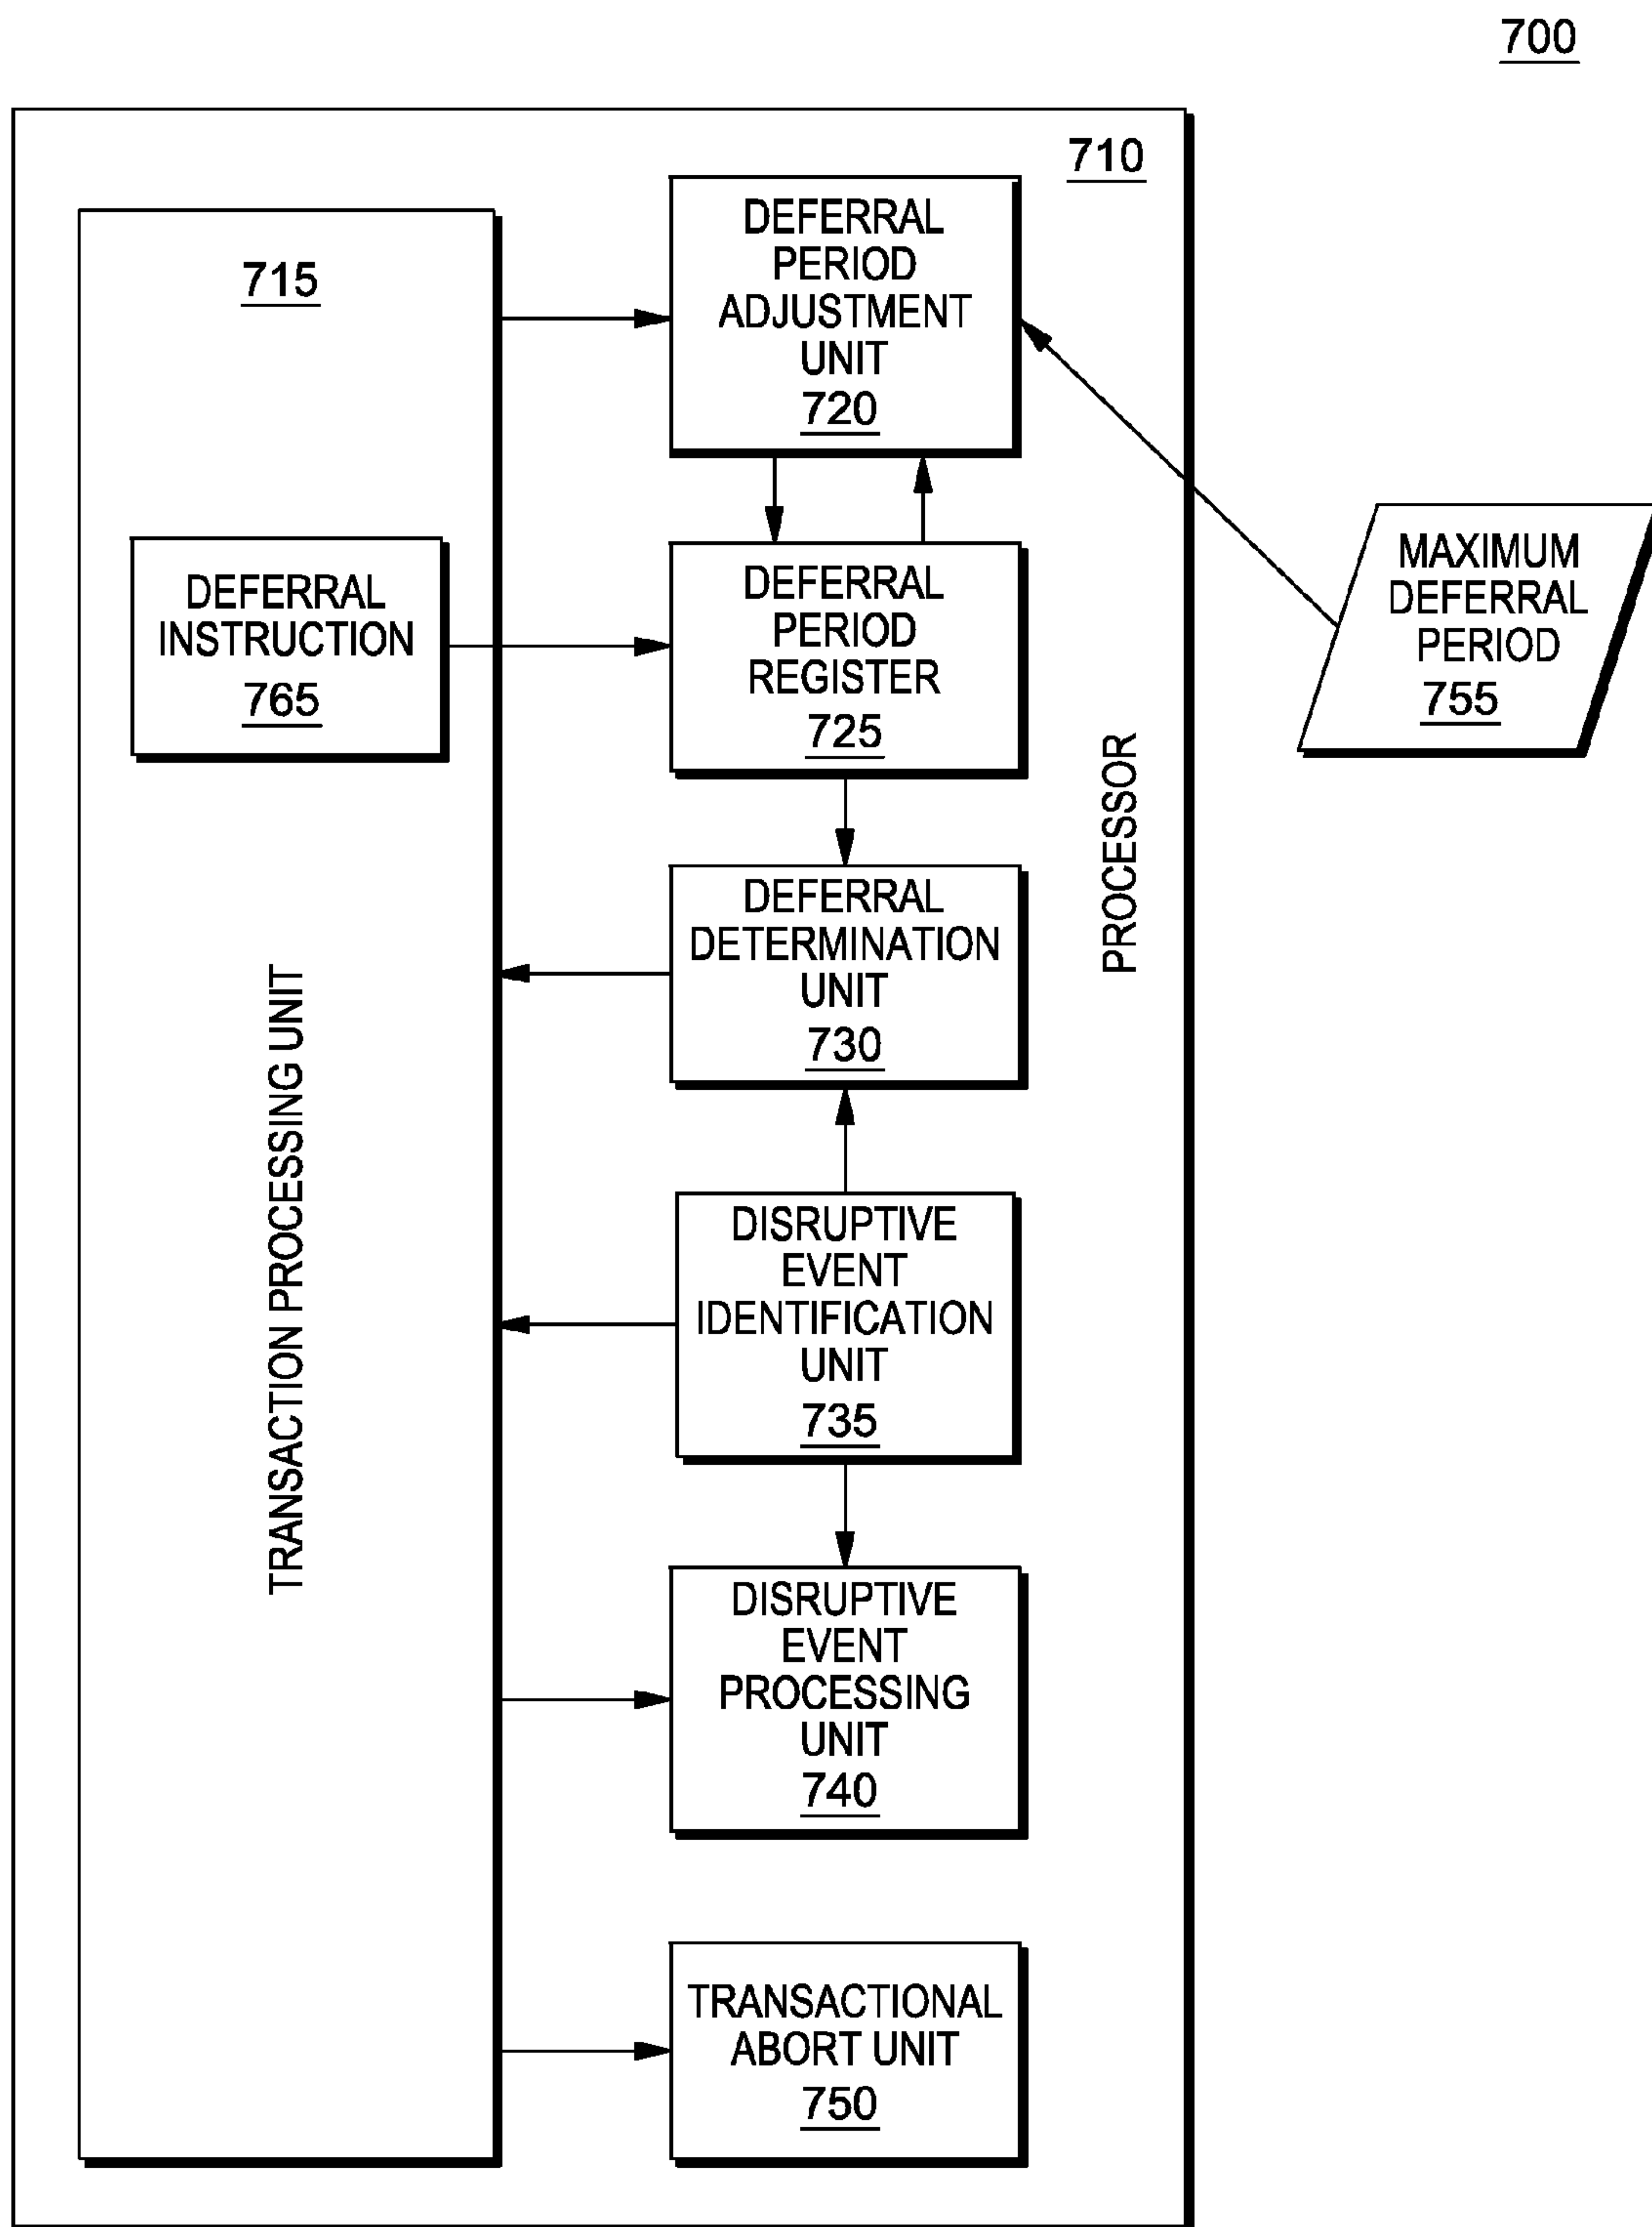 700
710
715
DEFERRAL
PERIOD
ADJUSTMENT
UNIT
720
DEFERRAL
INSTRUCTION
765
DEFERRAL
PERIOD
REGISTER
725
MAXIMUM
DEFERRAL
PERIOD
755
PROCESSOR
DEFERRAL
DETERMINATION
UNIT
730
TRANSACTION PROCESSING UNIT
DISRUPTIVE
EVENT
IDENTIFICATION
UNIT
735
DISRUPTIVE
EVENT
PROCESSING
UNIT
740
TRANSACTIONAL
ABORT UNIT
750